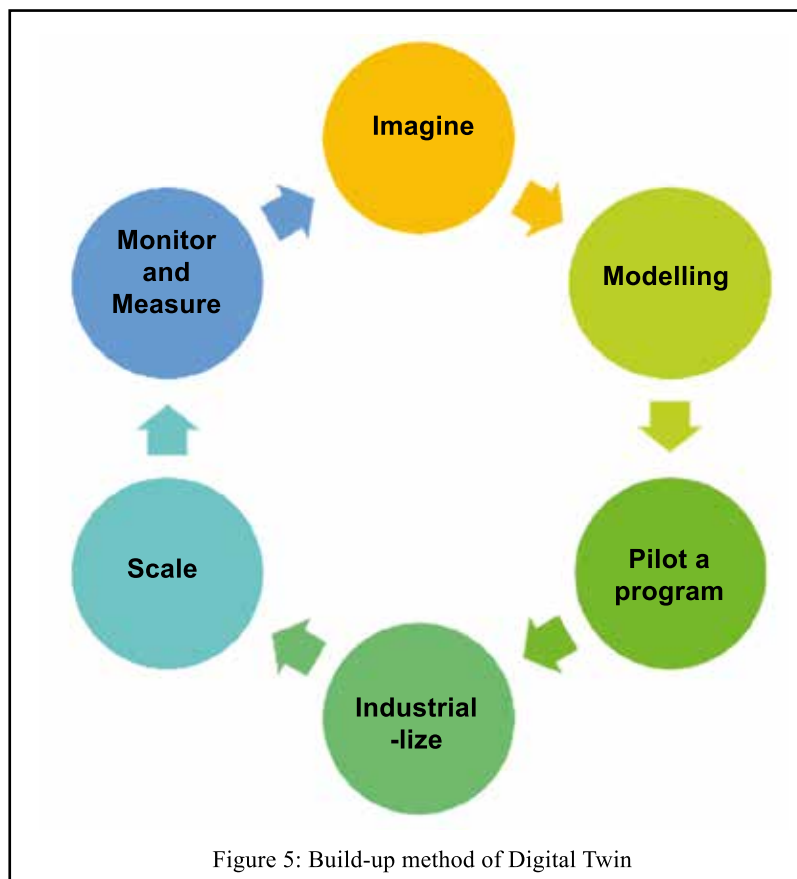 Imagine
Modelling
Pilot a
program
Industrial
-lize
Scale
Monitor
and
Measure
Figure 5: Build-up method of Digital Twin